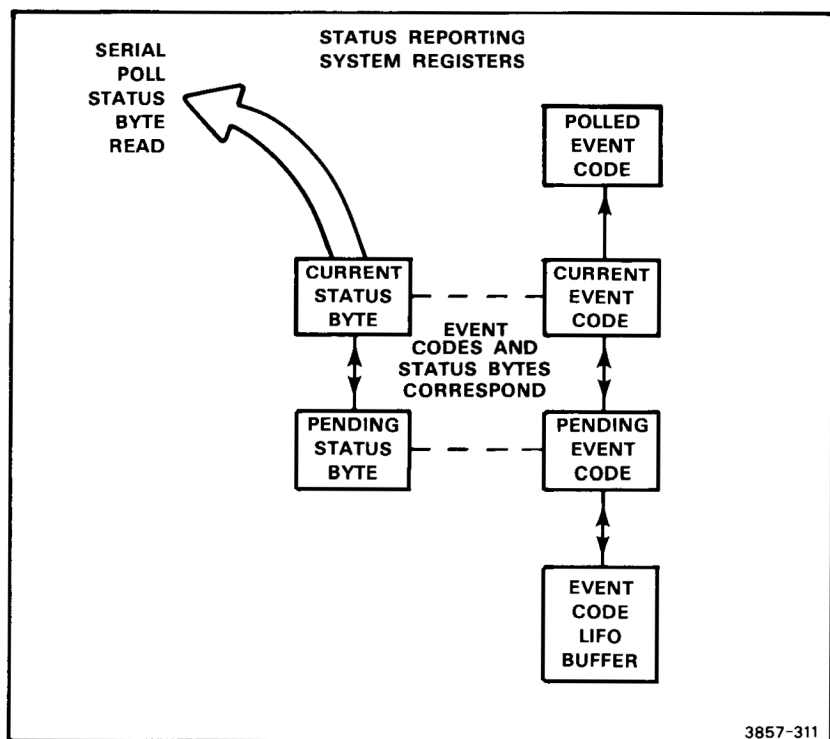 STATUS REPORTING
SYSTEM REGISTERS
SERIAL
POLL
STATUS
BYTE
READ
POLLED
EVENT
CODE
CURRENT
STATUS
BYTE
CURRENT
EVENT
CODE
EVENT
CODES AND
STATUS BYTES
CORRESPOND
PENDING
STATUS
BYTE
PENDING
EVENT
CODE
EVENT
CODE
LIFO
BUFFER
3857-311